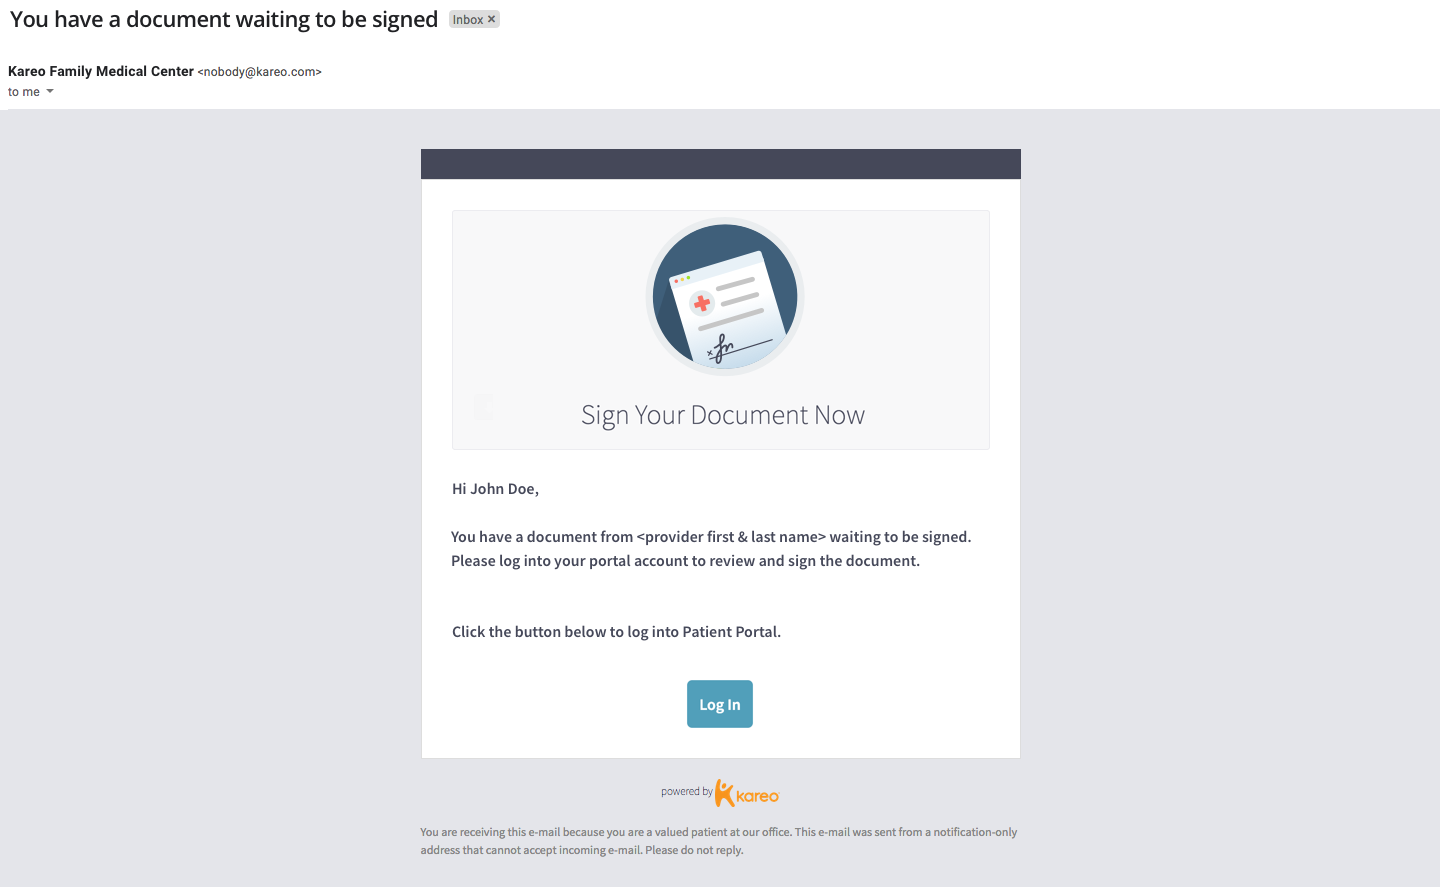 You have a document waiting to be signed Inbox ×
Kareo Family Medical Center <nobody@kareo.com>
to me
Sign Your Document Now
Hi John Doe,
You have a document from <provider first & last name> waiting to be signed.
Please log into your portal account to review and sign the document.
Click the button below to log into Patient Portal.
Log In
powered by kareo
You are receiving this e-mail because you are a valued patient at our office. This e-mail was sent from a notification-only
address that cannot accept incoming e-mail. Please do not reply.